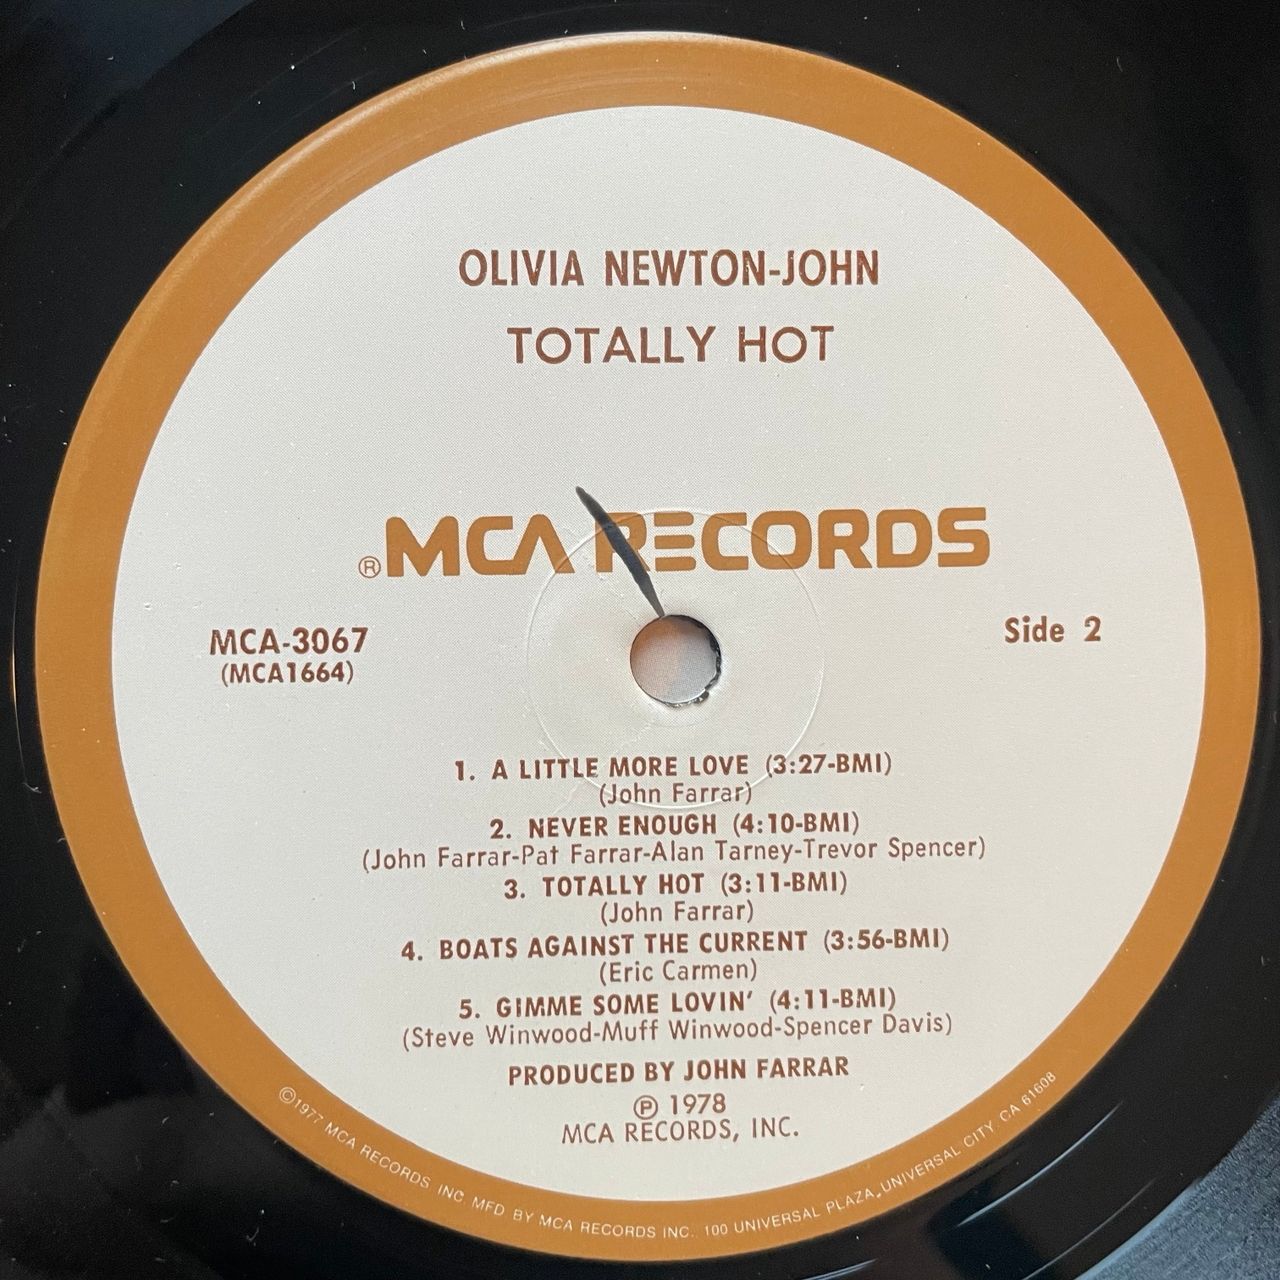 OLIVIA NEWTON-JOHN
TOTALLY HOT
®MCA RECORDS
MCA-3067
(MCA1664)
Side 2
1. A LITTLE MORE LOVE (3:27-BMI)
(John Farrar)
2. NEVER ENOUGH (4:10-BMI)
(John Farrar-Pat Farrar-Alan Tarney-Trevor Spencer)
3. TOTALLY HOT (3:11-BMI)
(John Farrar)
4. BOATS AGAINST THE CURRENT (3:56-BMI)
(Eric Carmen)
5. GIMME SOME LOVIN' (4:11-BMI)
(Steve Winwood-Muff Winwood-Spencer Davis)
PRODUCED BY JOHN FARRAR
℗ 1978
MCA RECORDS, INC.
©1977 MCA RECORDS INC. MFD. BY MCA RECORDS INC., 100 UNIVERSAL PLAZA, UNIVERSAL CITY. CA 61608